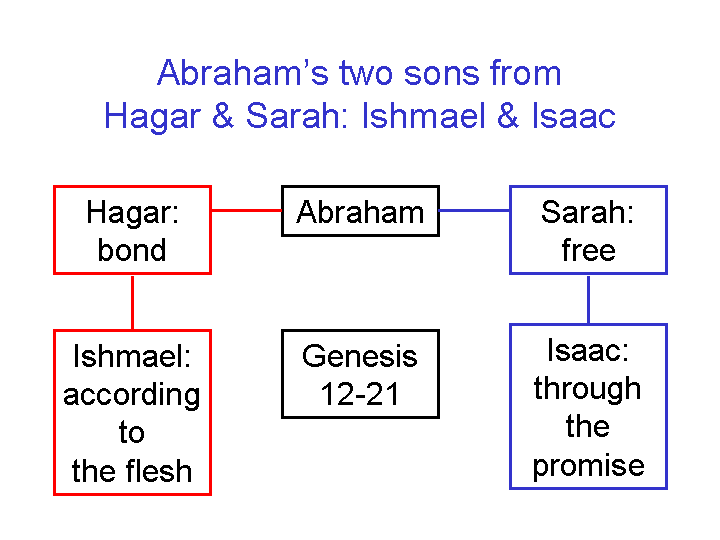 Abraham’s two sons from
Hagar & Sarah: Ishmael & Isaac
Hagar:
bond
Abraham
Sarah:
free
Ishmael:
according
to
the flesh
Genesis
12-21
Isaac:
through
the
promise